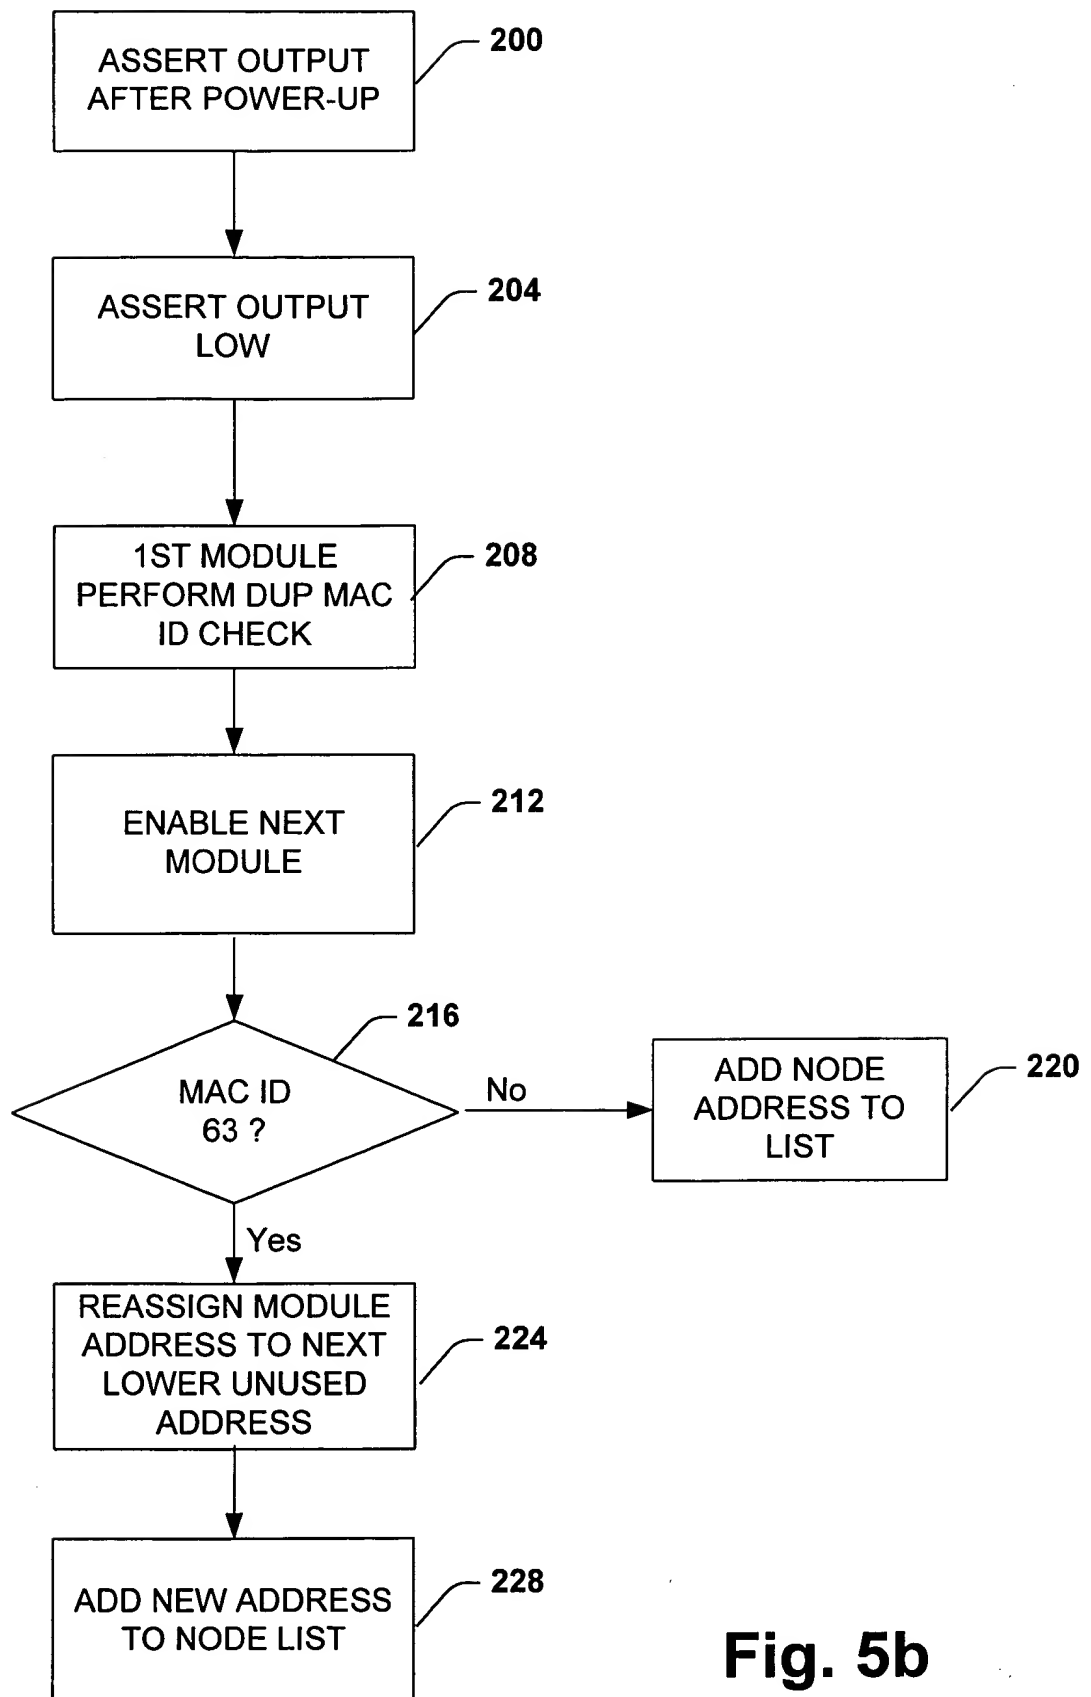 ASSERT OUTPUT
AFTER POWER-UP
200
ASSERT OUTPUT
LOW
204
1ST MODULE
PERFORM DUP MAC
ID CHECK
208
ENABLE NEXT
MODULE
212
MAC ID
63 ?
216
No
ADD NODE
ADDRESS TO
LIST
220
Yes
REASSIGN MODULE
ADDRESS TO NEXT
LOWER UNUSED
ADDRESS
224
ADD NEW ADDRESS
TO NODE LIST
228
Fig. 5b